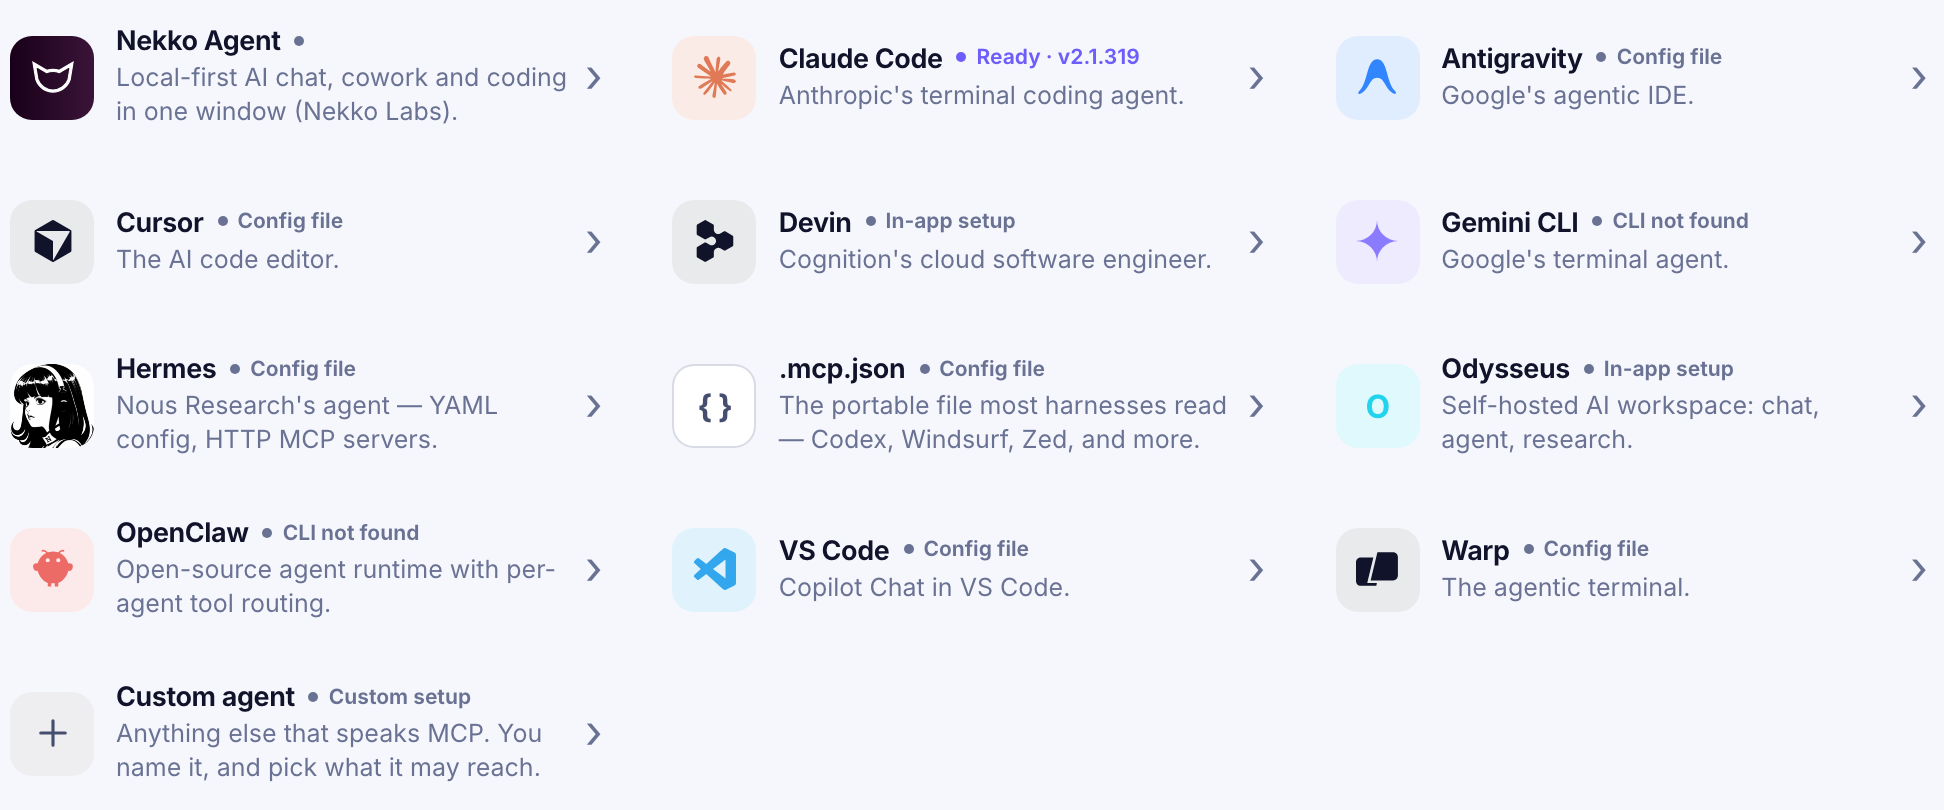 Nekko Agent
Local-first AI chat, cowork and coding
in one window (Nekko Labs).
Claude Code • Ready · v2.1.319
Anthropic's terminal coding agent.
Antigravity • Config file
Google's agentic IDE.
Cursor • Config file
The AI code editor.
Devin • In-app setup
Cognition's cloud software engineer.
Gemini CLI • CLI not found
Google's terminal agent.
Hermes • Config file
Nous Research's agent — YAML
config, HTTP MCP servers.
{}
.mcp.json • Config file
The portable file most harnesses read
— Codex, Windsurf, Zed, and more.
O
Odysseus • In-app setup
Self-hosted AI workspace: chat,
agent, research.
OpenClaw • CLI not found
Open-source agent runtime with per-
agent tool routing.
VS Code • Config file
Copilot Chat in VS Code.
Warp • Config file
The agentic terminal.
Custom agent • Custom setup
Anything else that speaks MCP. You
name it, and pick what it may reach.